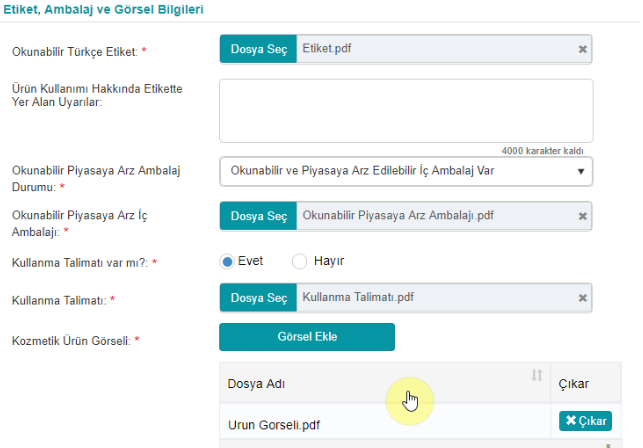 Etiket, Ambalaj ve Görsel Bilgileri
Okunabilir Türkçe Etiket: *
Dosya Seç Etiket.pdf
Ürün Kullanımı Hakkında Etikette
Yer Alan Uyarılar:
4000 karakter kaldı
Okunabilir Piyasaya Arz Ambalaj
Durumu: *
Okunabilir ve Piyasaya Arz Edilebilir İç Ambalaj Var
Okunabilir Piyasaya Arz İç
Ambalajı: *
Dosya Seç Okunabilir Piyasaya Arz Ambalajı.pdf
Kullanma Talimatı var mı?: *
Evet Hayır
Kullanma Talimatı: *
Dosya Seç Kullanma Talimatı.pdf
Kozmetik Ürün Görseli: *
Görsel Ekle
Dosya Adı Çıkar
Urun Gorseli.pdf Çıkar